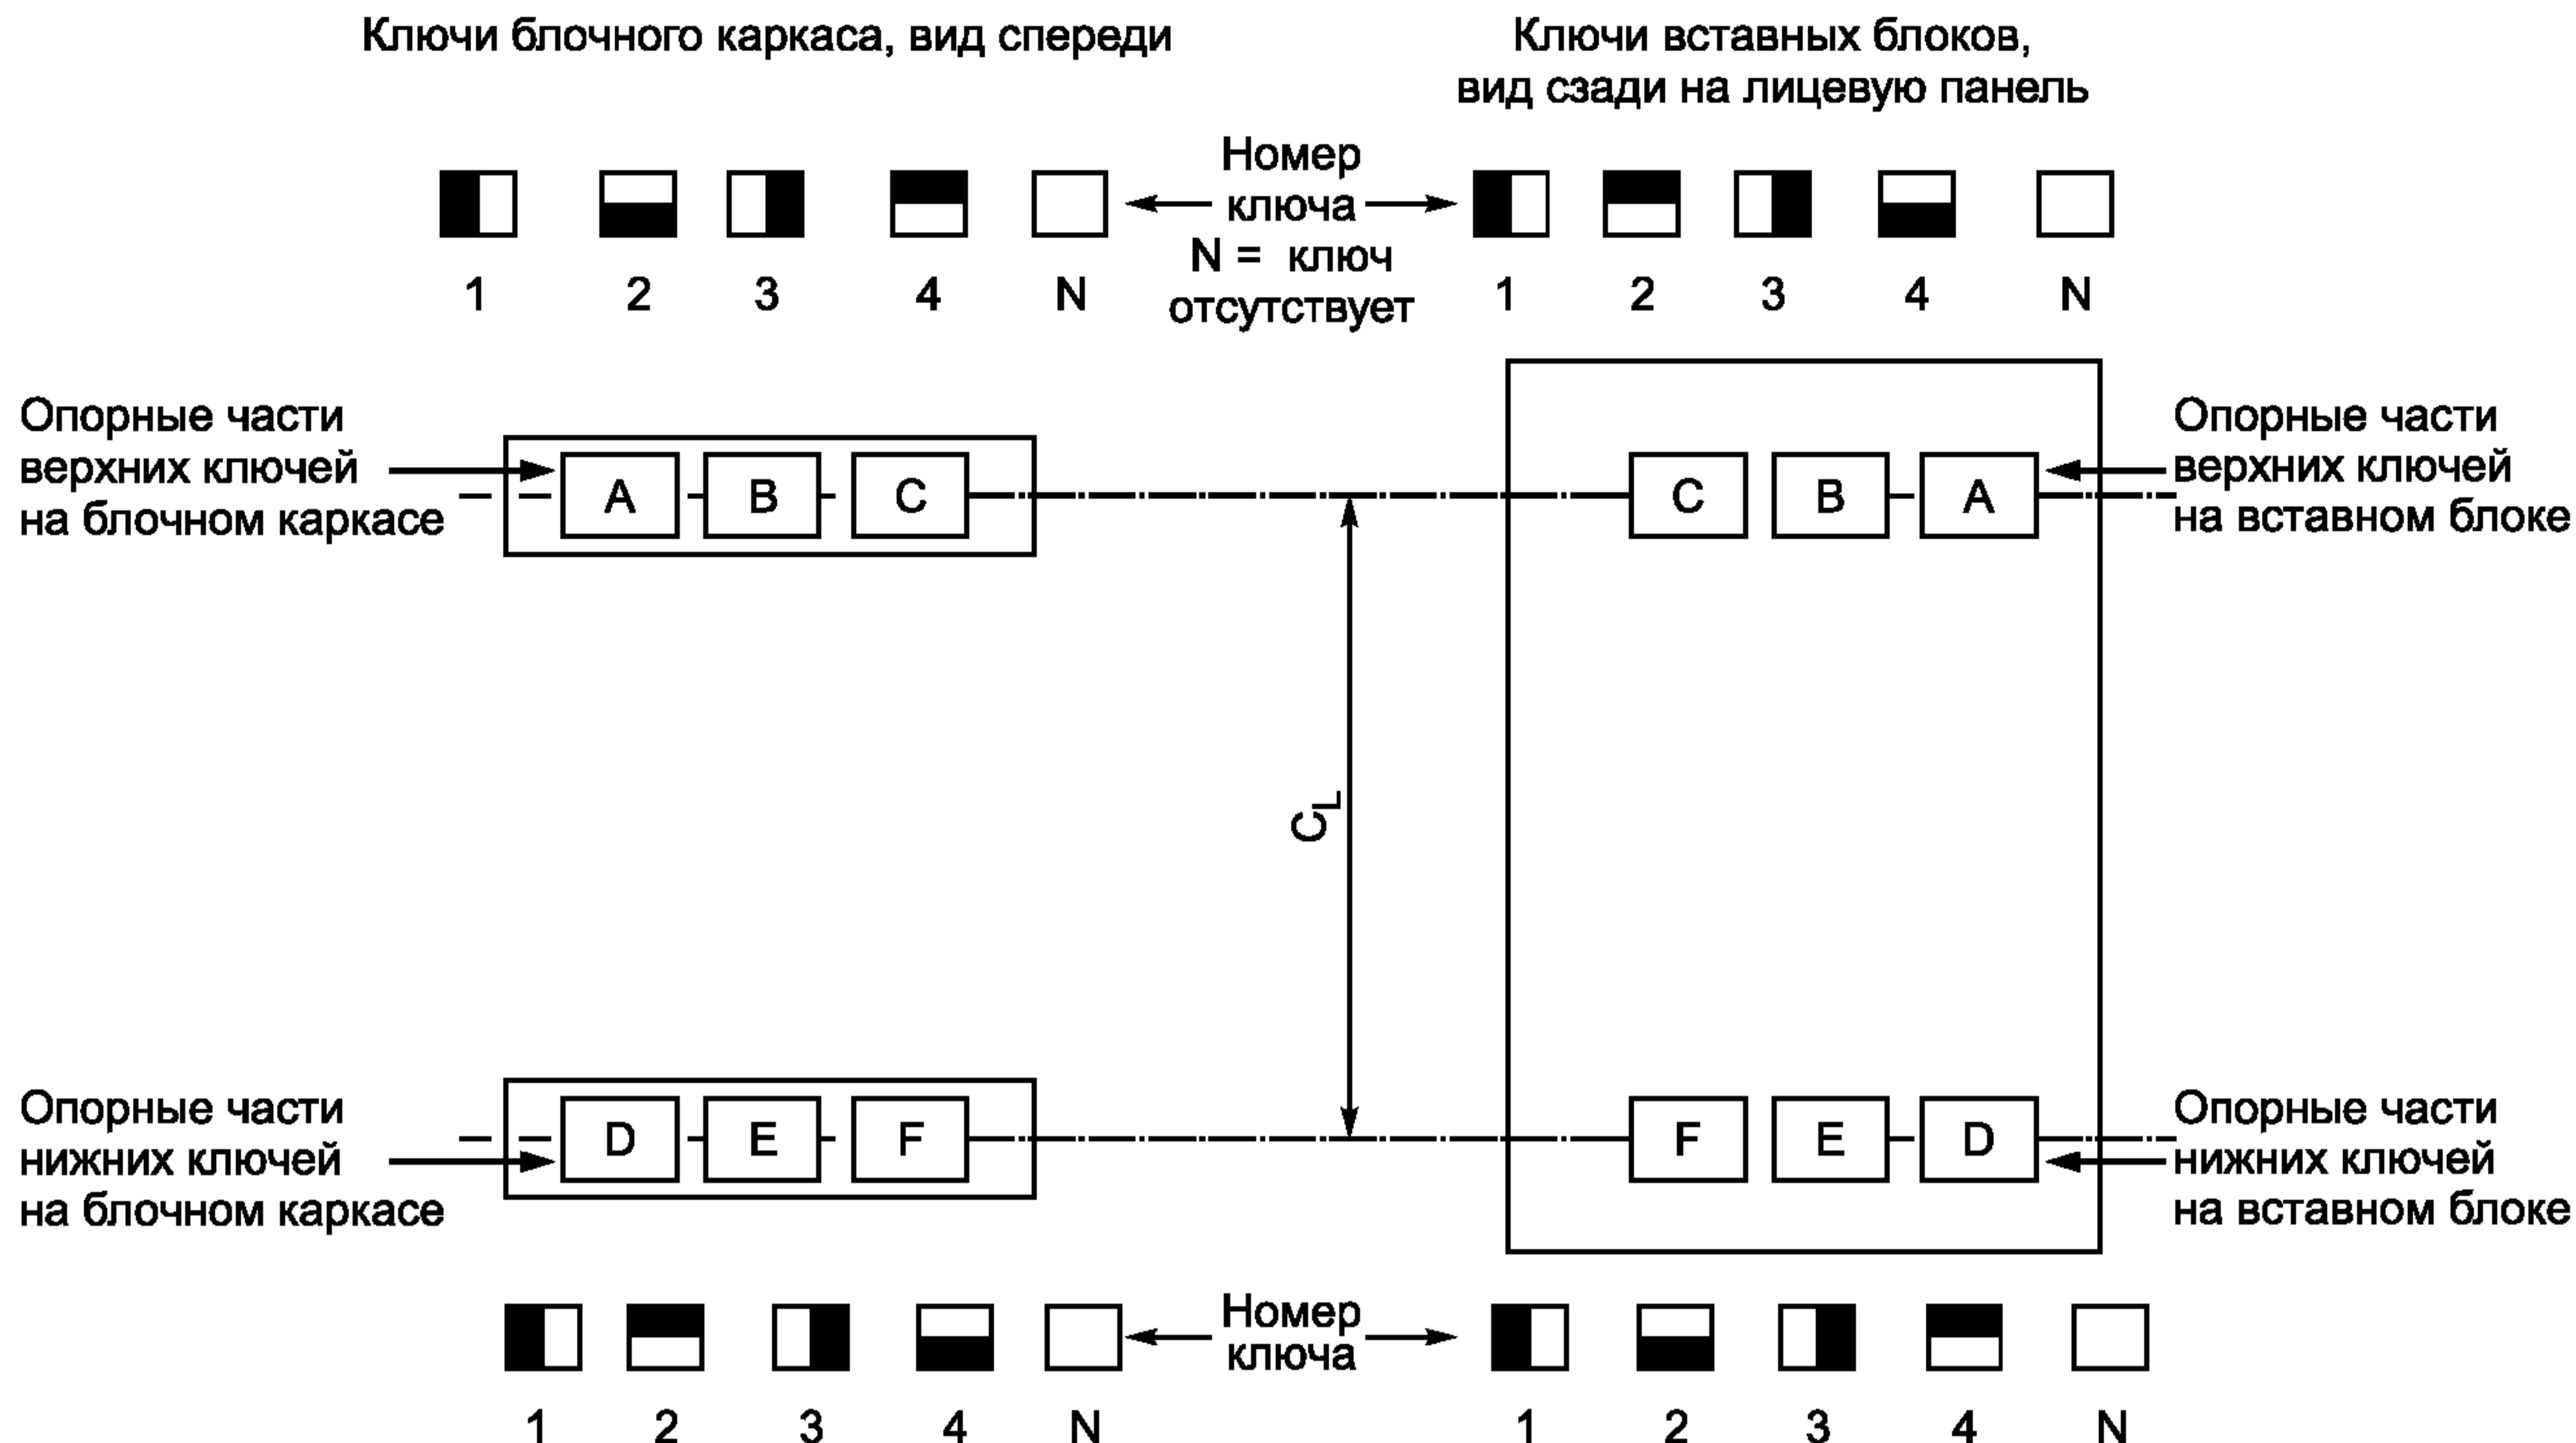 Ключи блочного каркаса, вид спереди
Ключи вставных блоков,
вид сзади на лицевую панель
Номер
ключа
N = ключ
отсутствует
1 2 3 4 N
1 2 3 4 N
Опорные части
верхних ключей
на блочном каркасе
A B C
C B A
Опорные части
верхних ключей
на вставном блоке
CL
Опорные части
нижних ключей
на блочном каркасе
D E F
F E D
Опорные части
нижних ключей
на вставном блоке
Номер
ключа
1 2 3 4 N
1 2 3 4 N